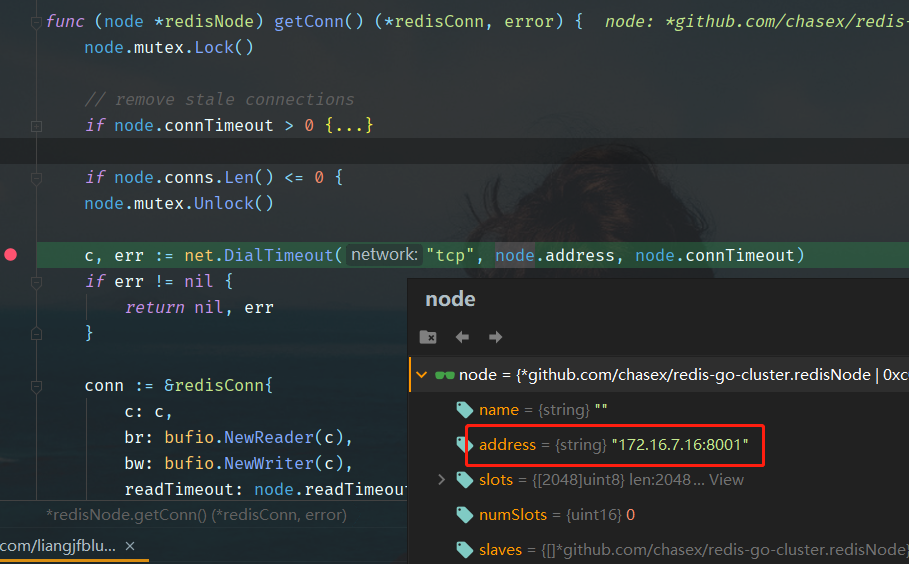 func (node *redisNode) getConn() (*redisConn, error) { node: *github.com/chasex/redis-
node.mutex.Lock()
// remove stale connections
if node.connTimeout > 0 {...}
if node.conns.Len() <= 0 {
node.mutex.Unlock()
c, err := net.DialTimeout( network: "tcp", node.address, node.connTimeout)
if err != nil {
return nil, err
}
conn := &redisConn{
c: c,
br: bufio.NewReader(c),
bw: bufio.NewWriter(c),
readTimeout: node.readTimeout
*redisNode.getConn() (*redisConn, error)
com/liangjfblu... ×
node
node = {*github.com/chasex/redis-go-cluster.redisNode | 0xc
name = {string} ""
address = {string} "172.16.7.16:8001"
slots = {[2048]uint8} len:2048 ... View
numSlots = {uint16} 0
slaves = {[]*github.com/chasex/redis-go-cluster.redisNode}